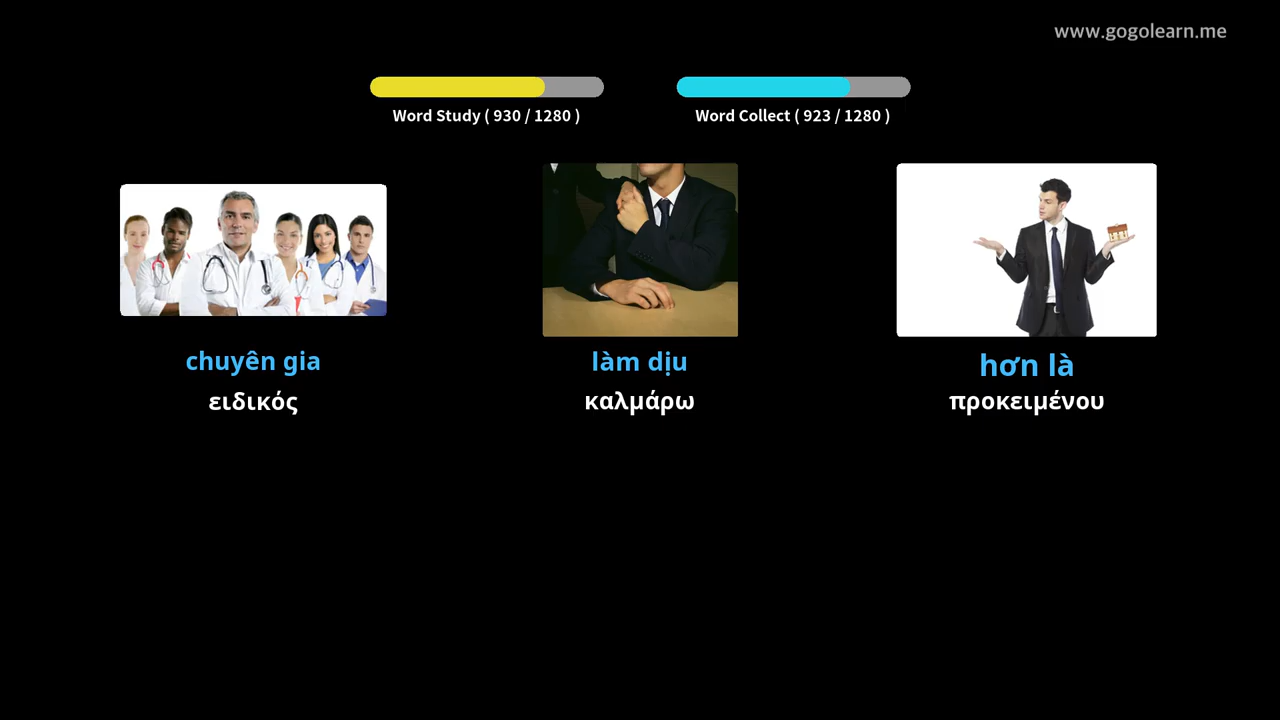 www.gogolearn.me
Word Study ( 930 / 1280 )
Word Collect ( 923 / 1280 )
chuyên gia
ειδικός
làm dịu
καλμάρω
hơn là
προκειμένου